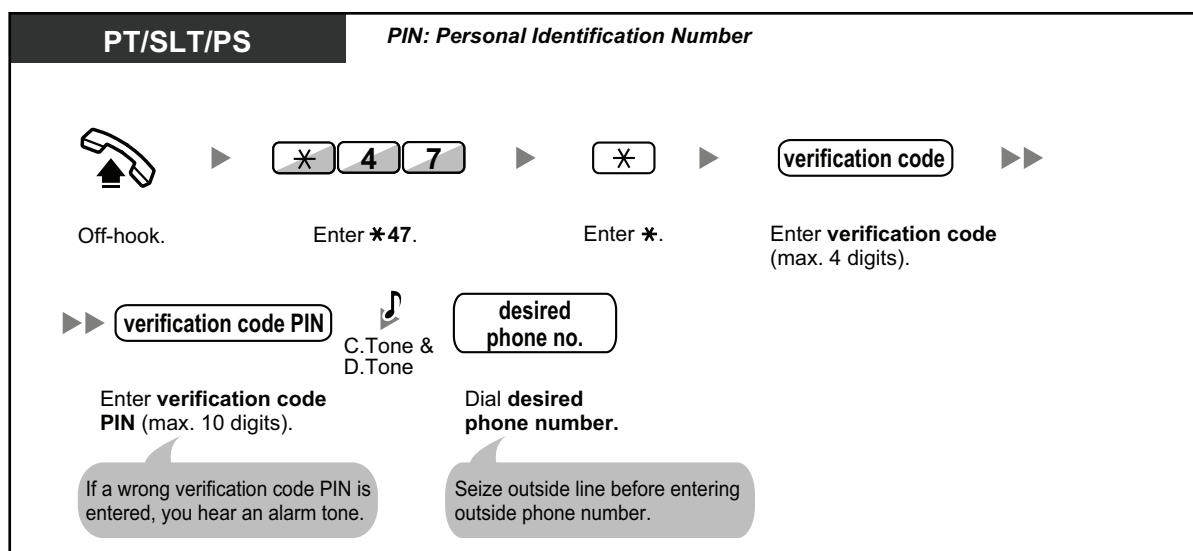 PT/SLT/PS
PIN: Personal Identification Number
* 4 7
*
verification code
Off-hook.
Enter *47.
Enter *.
Enter verification code
(max. 4 digits).
verification code PIN
C.Tone &
D.Tone
desired
phone no.
Enter verification code
PIN (max. 10 digits).
Dial desired
phone number.
If a wrong verification code PIN is
entered, you hear an alarm tone.
Seize outside line before entering
outside phone number.